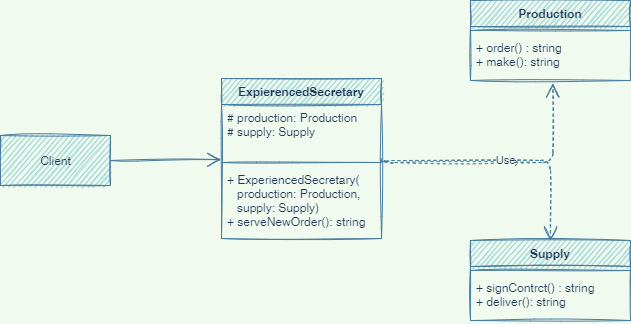 Production
+ order() : string
+ make(): string
ExpierencedSecretary
# production: Production
# supply: Supply
Client
Use
+ ExperiencedSecretary(
production: Production,
supply: Supply)
+ serveNewOrder(): string
Supply
+ signContrct() : string
+ deliver(): string